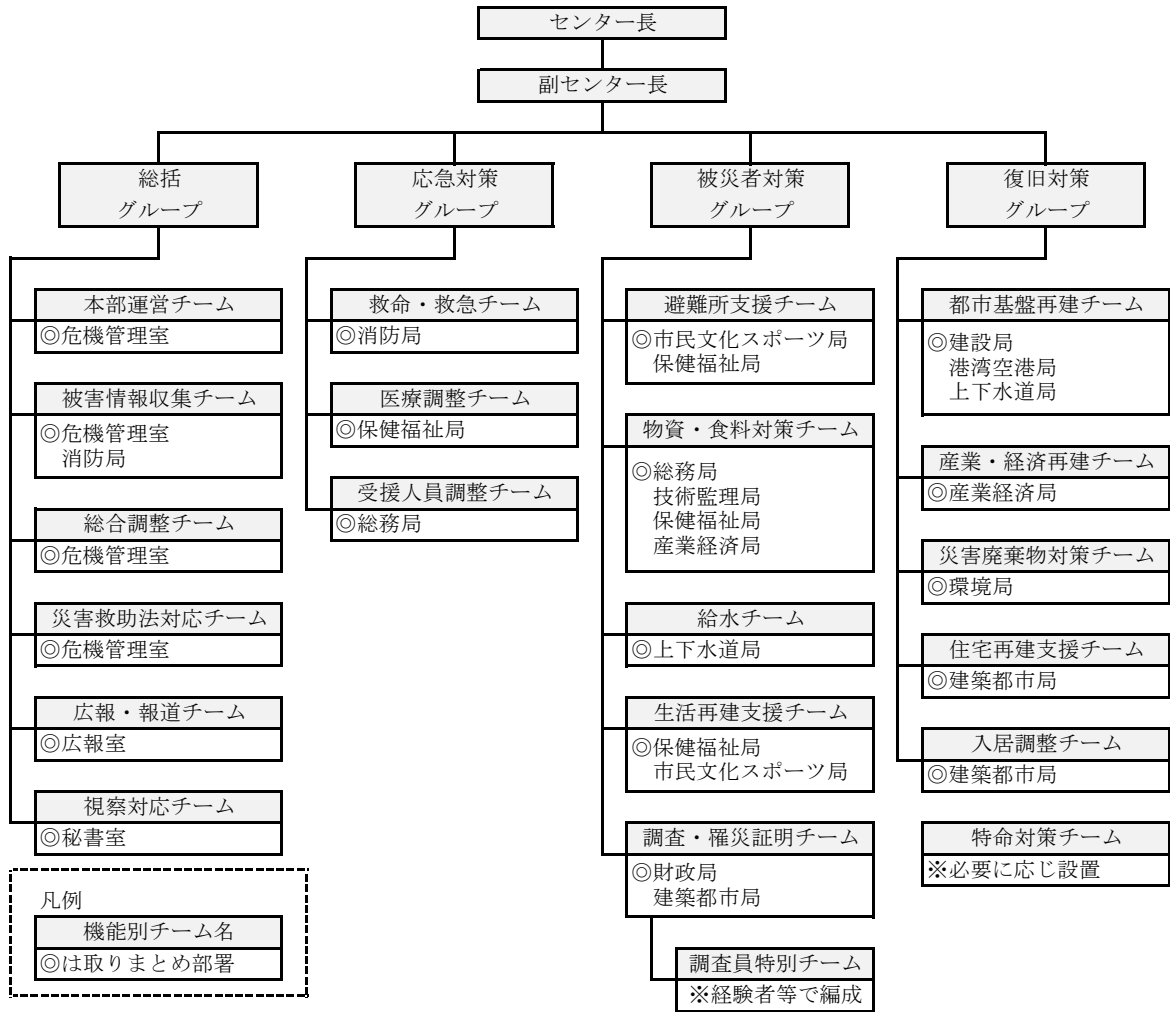 センター長
副センター長
総括
グループ
本部運営チーム
◎危機管理室
被害情報収集チーム
◎危機管理室
消防局
総合調整チーム
◎危機管理室
災害救助法対応チーム
◎危機管理室
広報・報道チーム
◎広報室
視察対応チーム
◎秘書室
応急対策
グループ
救命・救急チーム
◎消防局
医療調整チーム
◎保健福祉局
受援人員調整チーム
◎総務局
被災者対策
グループ
避難所支援チーム
◎市民文化スポーツ局
保健福祉局
物資・食料対策チーム
◎総務局
技術監理局
保健福祉局
産業経済局
給水チーム
◎上下水道局
生活再建支援チーム
◎保健福祉局
市民文化スポーツ局
調査・罹災証明チーム
◎財政局
建築都市局
調査員特別チーム
※経験者等で編成
復旧対策
グループ
都市基盤再建チーム
◎建設局
港湾空港局
上下水道局
産業・経済再建チーム
◎産業経済局
災害廃棄物対策チーム
◎環境局
住宅再建支援チーム
◎建築都市局
入居調整チーム
◎建築都市局
特命対策チーム
※必要に応じ設置
凡例
機能別チーム名
◎は取りまとめ部署